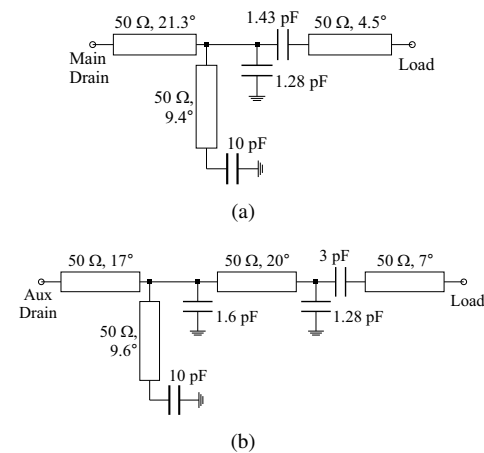 50 Ω, 21.3°
1.43 pF
50 Ω, 4.5°
Main
Drain
Load
1.28 pF
50 Ω,
9.4°
10 pF
(a)
50 Ω, 17°
50 Ω, 20°
3 pF
50 Ω, 7°
Aux
Drain
Load
1.6 pF
1.28 pF
50 Ω,
9.6°
10 pF
(b)